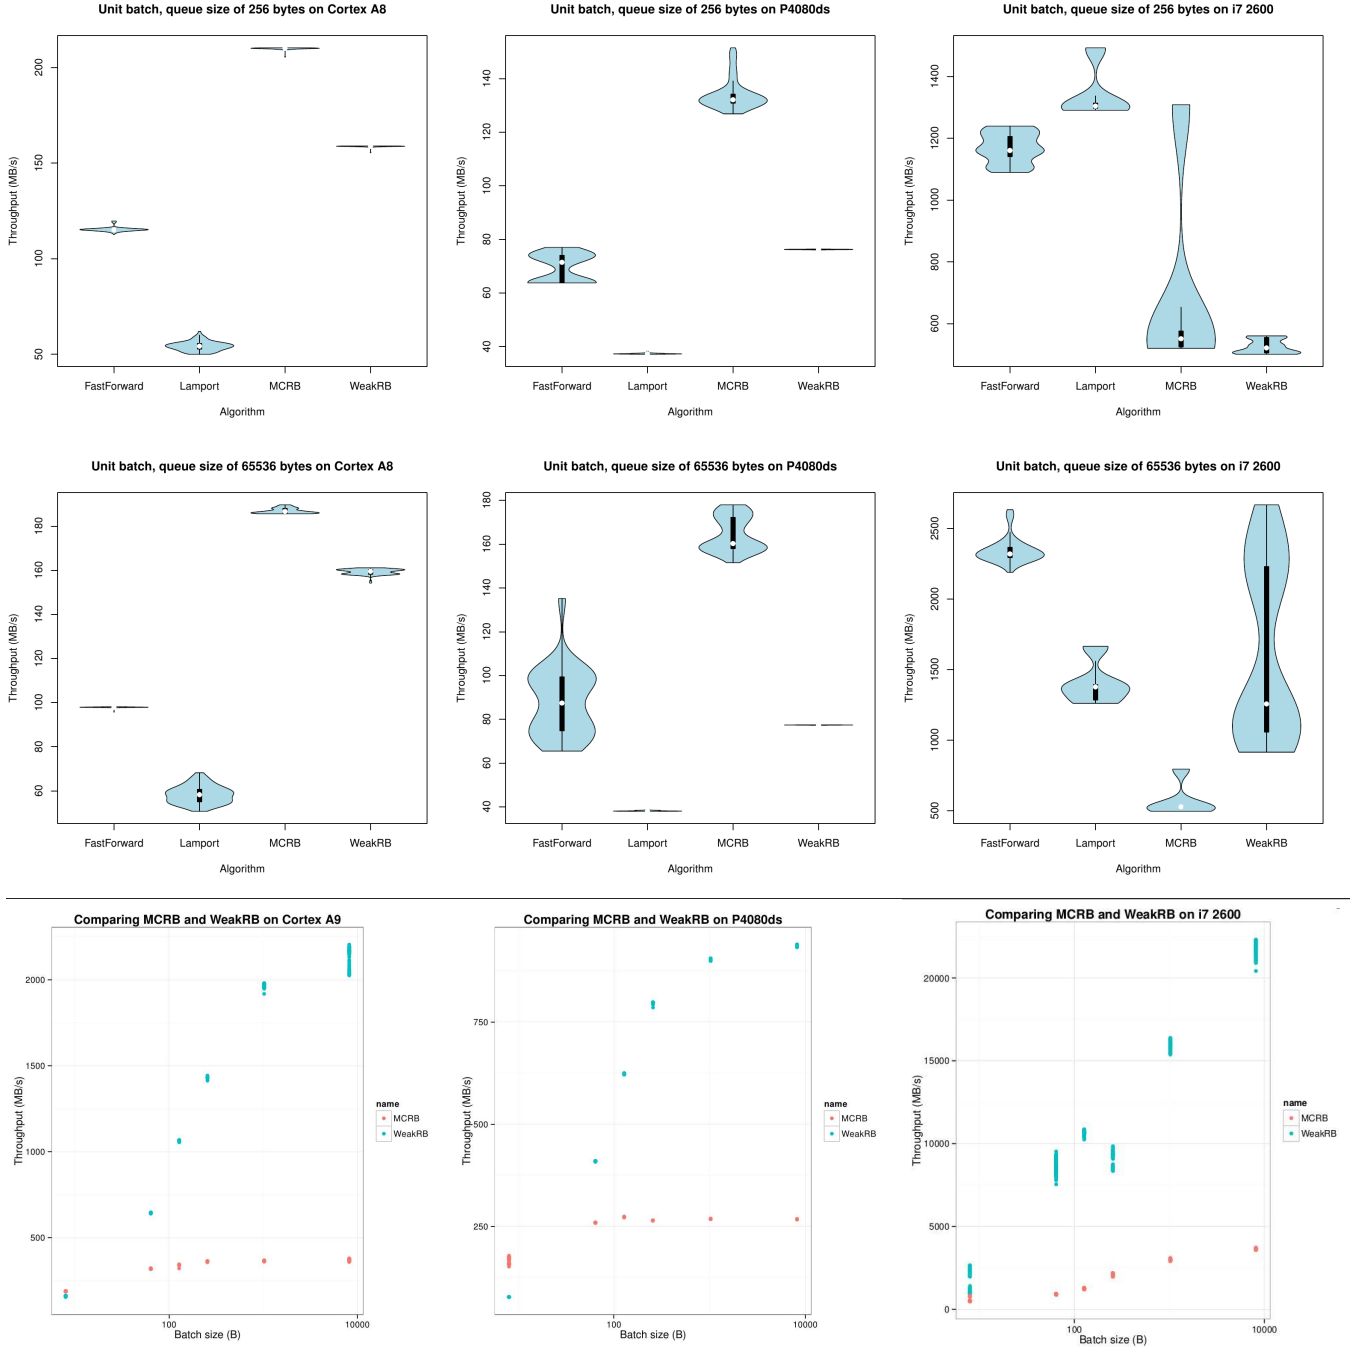 Unit batch, queue size of 256 bytes on Cortex A8
Throughput (MB/s)
200
150
100
50
FastForward Lamport MCRB WeakRB
Algorithm
Unit batch, queue size of 256 bytes on P4080ds
Throughput (MB/s)
140
120
100
80
60
40
FastForward Lamport MCRB WeakRB
Algorithm
Unit batch, queue size of 256 bytes on i7 2600
Throughput (MB/s)
1400
1200
1000
800
600
FastForward Lamport MCRB WeakRB
Algorithm
Unit batch, queue size of 65536 bytes on Cortex A8
Throughput (MB/s)
180
160
140
120
100
80
60
FastForward Lamport MCRB WeakRB
Algorithm
Unit batch, queue size of 65536 bytes on P4080ds
Throughput (MB/s)
180
160
140
120
100
80
60
40
FastForward Lamport MCRB WeakRB
Algorithm
Unit batch, queue size of 65536 bytes on i7 2600
Throughput (MB/s)
2500
2000
1500
1000
500
FastForward Lamport MCRB WeakRB
Algorithm
Comparing MCRB and WeakRB on Cortex A9
Throughput (MB/s)
2000
1500
1000
500
100 10000
Batch size (B)
name
MCRB
WeakRB
Comparing MCRB and WeakRB on P4080ds
Throughput (MB/s)
750
500
250
100 10000
Batch size (B)
name
MCRB
WeakRB
Comparing MCRB and WeakRB on i7 2600
Throughput (MB/s)
20000
15000
10000
5000
0
100 10000
Batch size (B)
name
MCRB
WeakRB